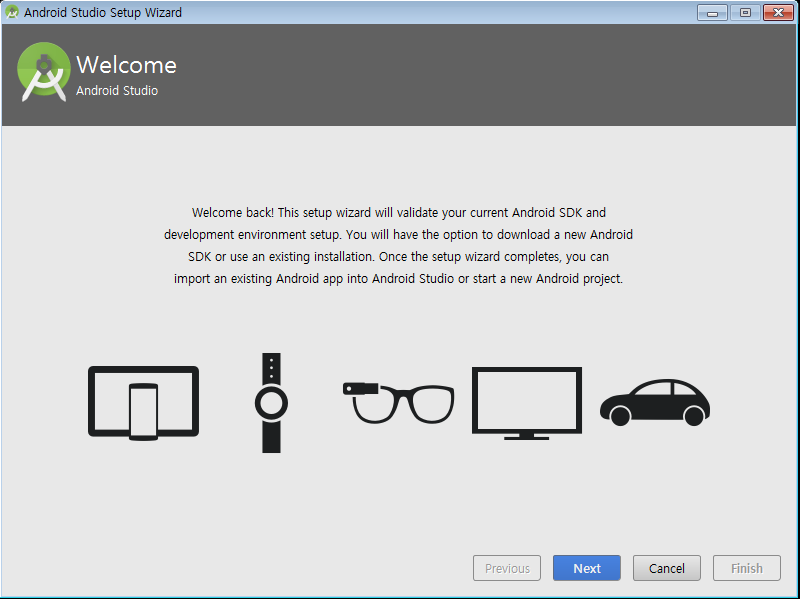 Android Studio Setup Wizard
Welcome
Android Studio
Welcome back! This setup wizard will validate your current Android SDK and
development environment setup. You will have the option to download a new Android
SDK or use an existing installation. Once the setup wizard completes, you can
import an existing Android app into Android Studio or start a new Android project.
Previous
Next
Cancel
Finish